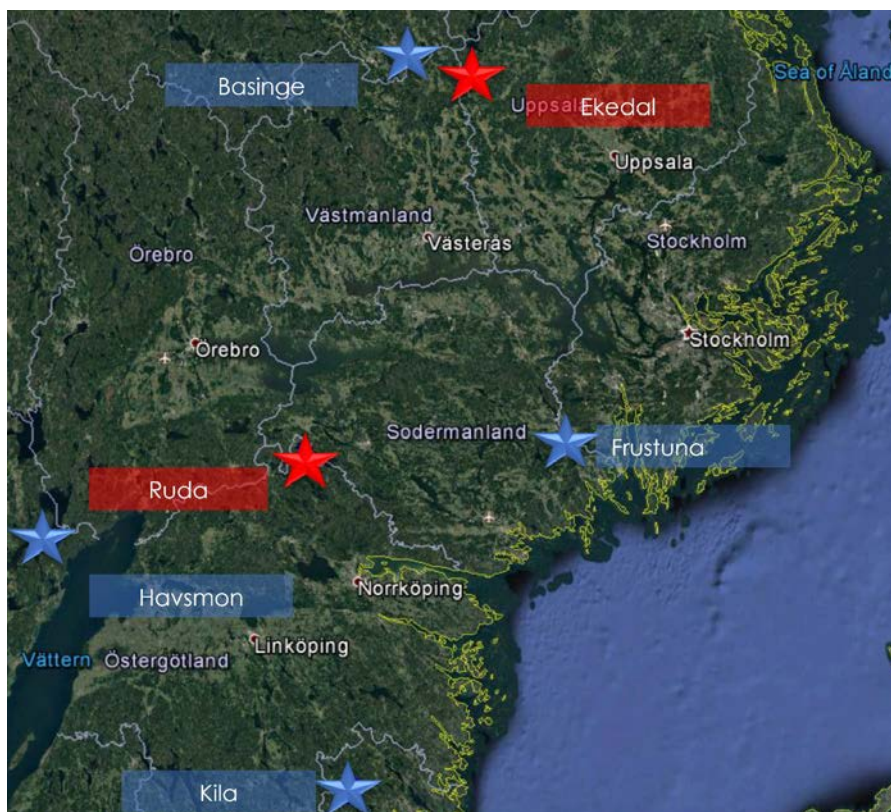 Basinge
Sea of Åland
Uppsala
Ekedal
Uppsala
Västmanland
Västerås
Stockholm
Örebro
Örebro
Stockholm
Sodermanland
Frustuna
Ruda
Havsmon
Norrköping
Linköping
Vättern
Östergötland
Kila